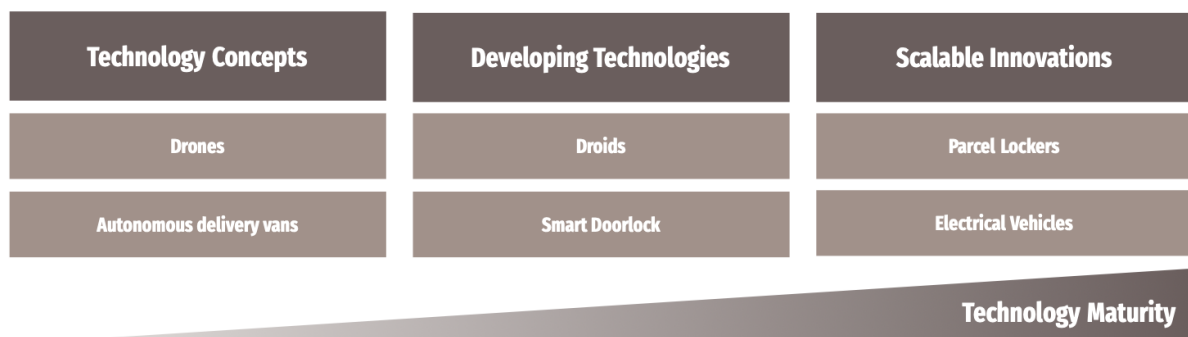 Technology Concepts
Developing Technologies
Scalable Innovations
Drones
Droids
Parcel Lockers
Autonomous delivery vans
Smart Doorlock
Electrical Vehicles
Technology Maturity